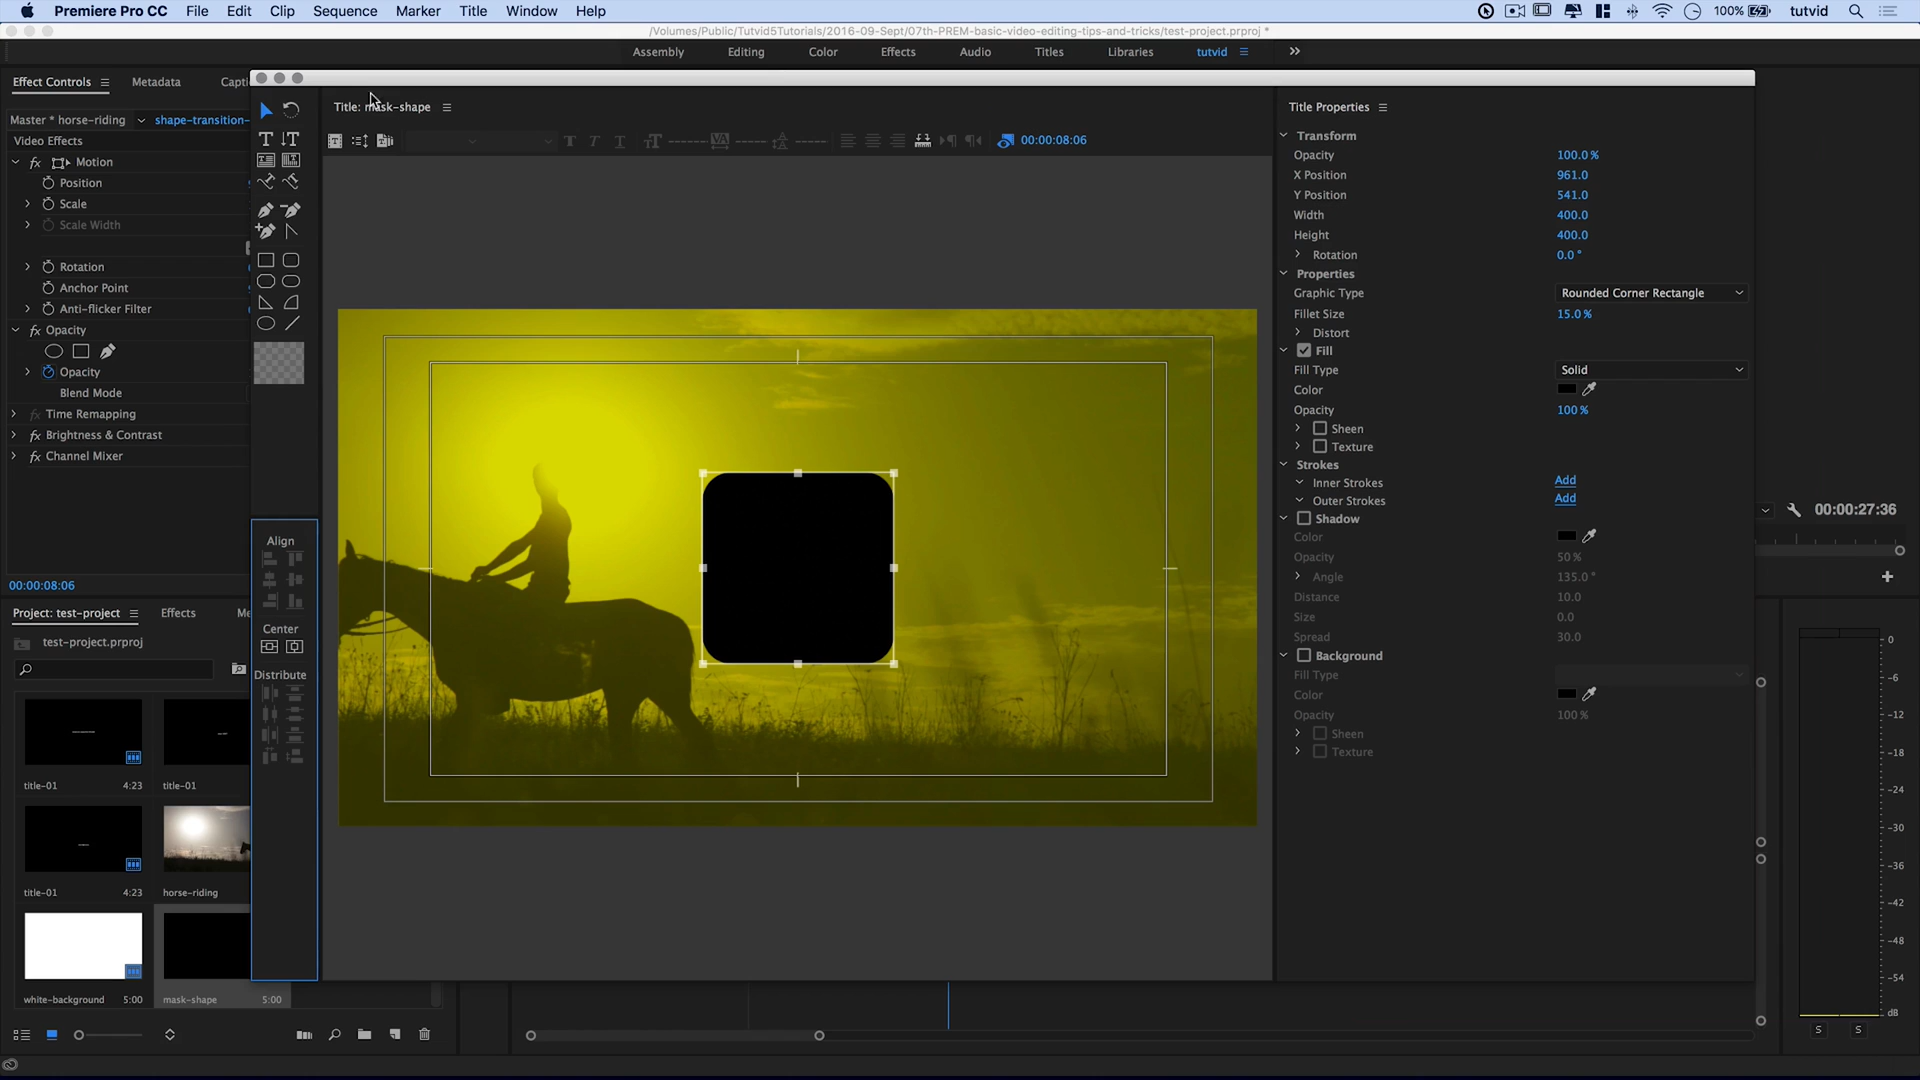 Premiere Pro CC File Edit Clip Sequence Marker Title Window Help 100% tutvid
/Volumes/Public/Tutvid5Tutorials/2016-09-Sept/07th-PREM-basic-video-editing-tips-and-tricks/test-project.prproj *
Assembly Editing Color Effects Audio Titles Libraries tutvid
Effect Controls Metadata Capti
Master * horse-riding shape-transition-
Video Effects
fx Motion
Position
Scale
Scale Width
Rotation
Anchor Point
Anti-flicker Filter
fx Opacity
Opacity
Blend Mode
fx Time Remapping
fx Brightness & Contrast
fx Channel Mixer
00:00:08:06
Project: test-project Effects Me
test-project.prproj
title-01 4:23 title-01
title-01 4:23 horse-riding
white-background 5:00 mask-shape 5:00
Align
Center
Distribute
Title: mask-shape
00:00:08:06
Title Properties
Transform
Opacity 100.0 %
X Position 961.0
Y Position 541.0
Width 400.0
Height 400.0
Rotation 0.0 °
Properties
Graphic Type Rounded Corner Rectangle
Fillet Size 15.0 %
Distort
Fill
Fill Type Solid
Color
Opacity 100 %
Sheen
Texture
Strokes
Inner Strokes Add
Outer Strokes Add
Shadow
Color
Opacity 50 %
Angle 135.0 °
Distance 10.0
Size 0.0
Spread 30.0
Background
Fill Type
Color
Opacity 100 %
Sheen
Texture
00:00:27:36
0
-6
-12
-18
-24
-30
-36
-42
-48
-54
dB
S S